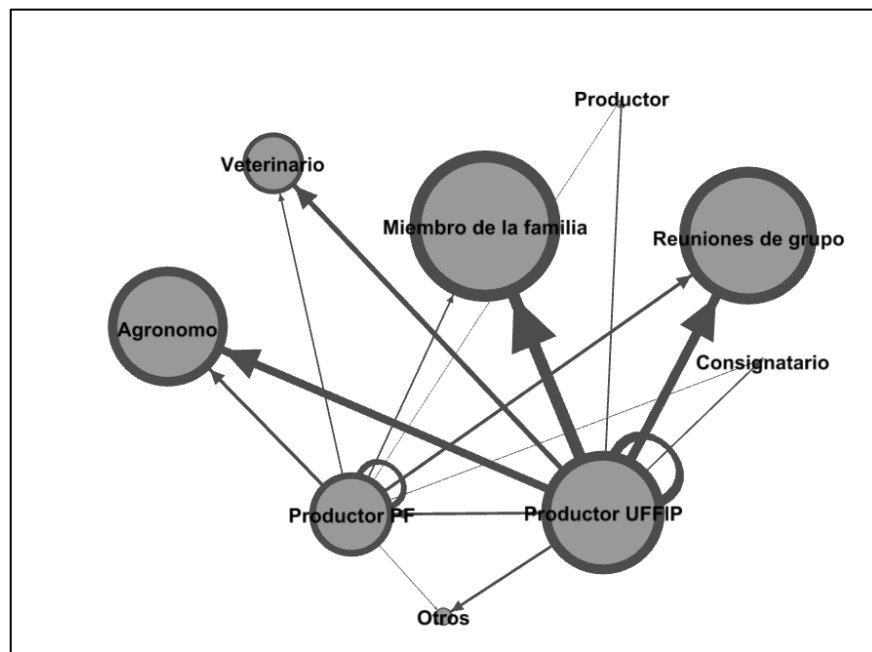 Productor
Veterinario
Miembro de la familia
Reuniones de grupo
Agronomo
Consignatario
Productor PF
Productor UFFIP
Otros